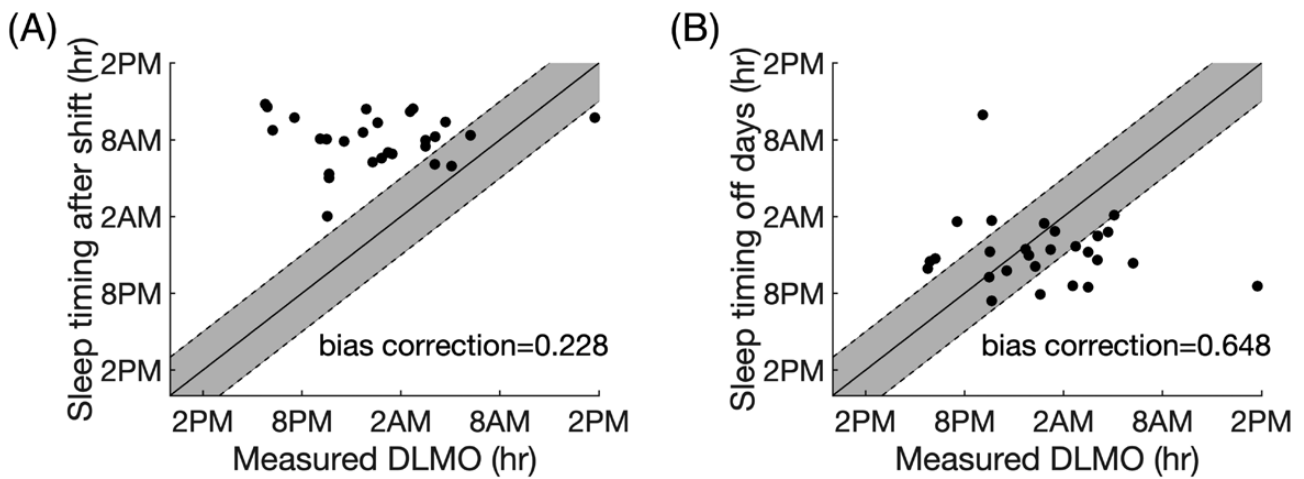 (A)
Sleep timing after shift (hr)
2PM
8AM
2AM
8PM
2PM
bias correction=0.228
2PM 8PM 2AM 8AM 2PM
Measured DLMO (hr)
(B)
Sleep timing off days (hr)
2PM
8AM
2AM
8PM
2PM
bias correction=0.648
2PM 8PM 2AM 8AM 2PM
Measured DLMO (hr)